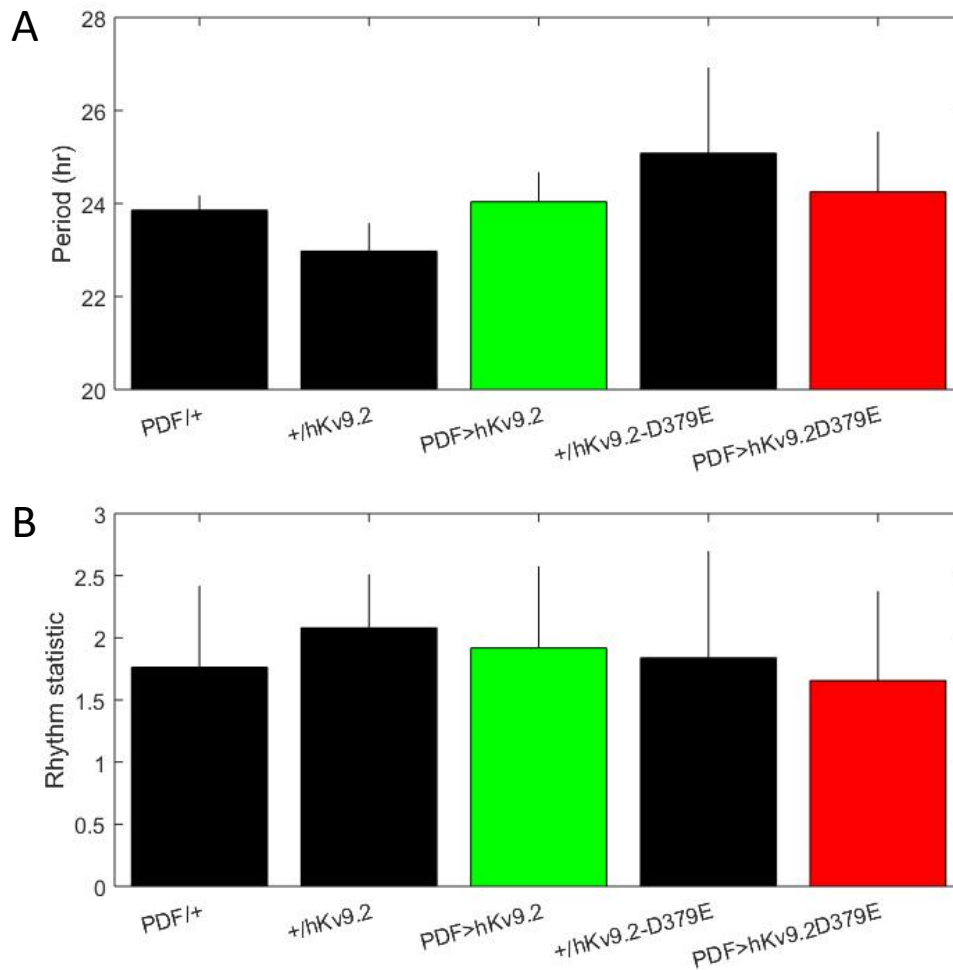 A
28
26
24
22
20
Period (hr)
PDF/+
+/hKv9.2
PDF>hKv9.2
+/hKv9.2-D379E
PDF>hKv9.2D379E
B
3
2.5
2
1.5
1
0.5
0
Rhythm statistic
PDF/+
+/hKv9.2
PDF>hKv9.2
+/hKv9.2-D379E
PDF>hKv9.2D379E